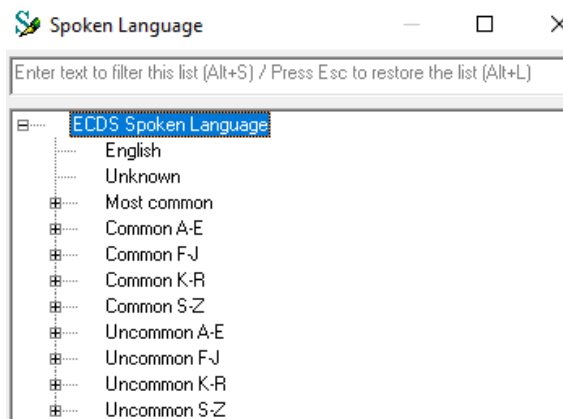 Spoken Language
Enter text to filter this list (Alt+S) / Press Esc to restore the list (Alt+L)
ECDS Spoken Language
English
Unknown
Most common
Common A-E
Common F-J
Common K-R
Common S-Z
Uncommon A-E
Uncommon F-J
Uncommon K-R
Uncommon S-Z